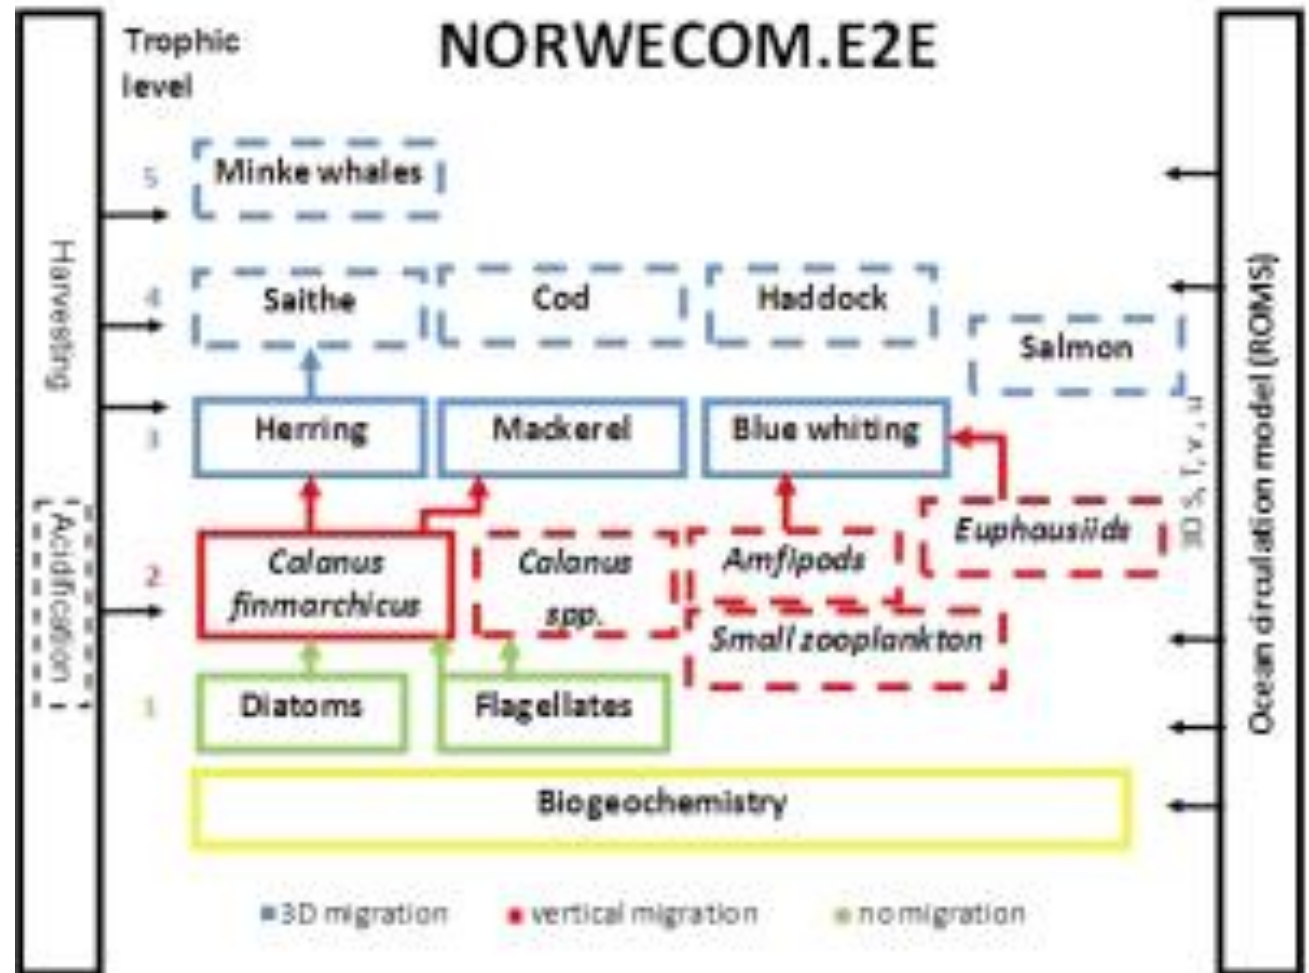 NORWECOM.E2E
Trophic
level
5
Minke whales
4
Saithe
Cod
Haddock
Salmon
3
Herring
Mackerel
Blue whiting
2
Calanus
finmarchicus
Calanus
spp.
Amfipods
Euphausiids
Small zooplankton
1
Diatoms
Flagellates
Biogeochemistry
3D migration
vertical migration
no migration
Harvesting
Acidification
3D S, T, v, u
Ocean circulation model (ROMS)